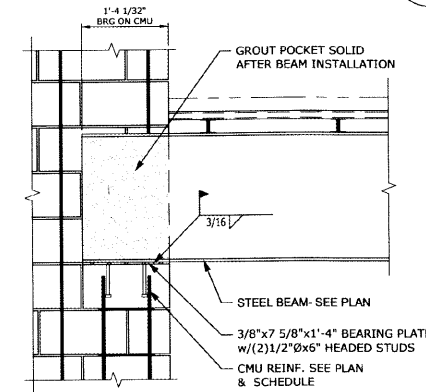 1'-4 1/32"
BRG ON CMU
GROUT POCKET SOLID
AFTER BEAM INSTALLATION
3/16
STEEL BEAM- SEE PLAN
3/8"x7 5/8"x1'-4" BEARING PLAT
w/(2)1/2"Øx6" HEADED STUDS
CMU REINF. SEE PLAN
& SCHEDULE